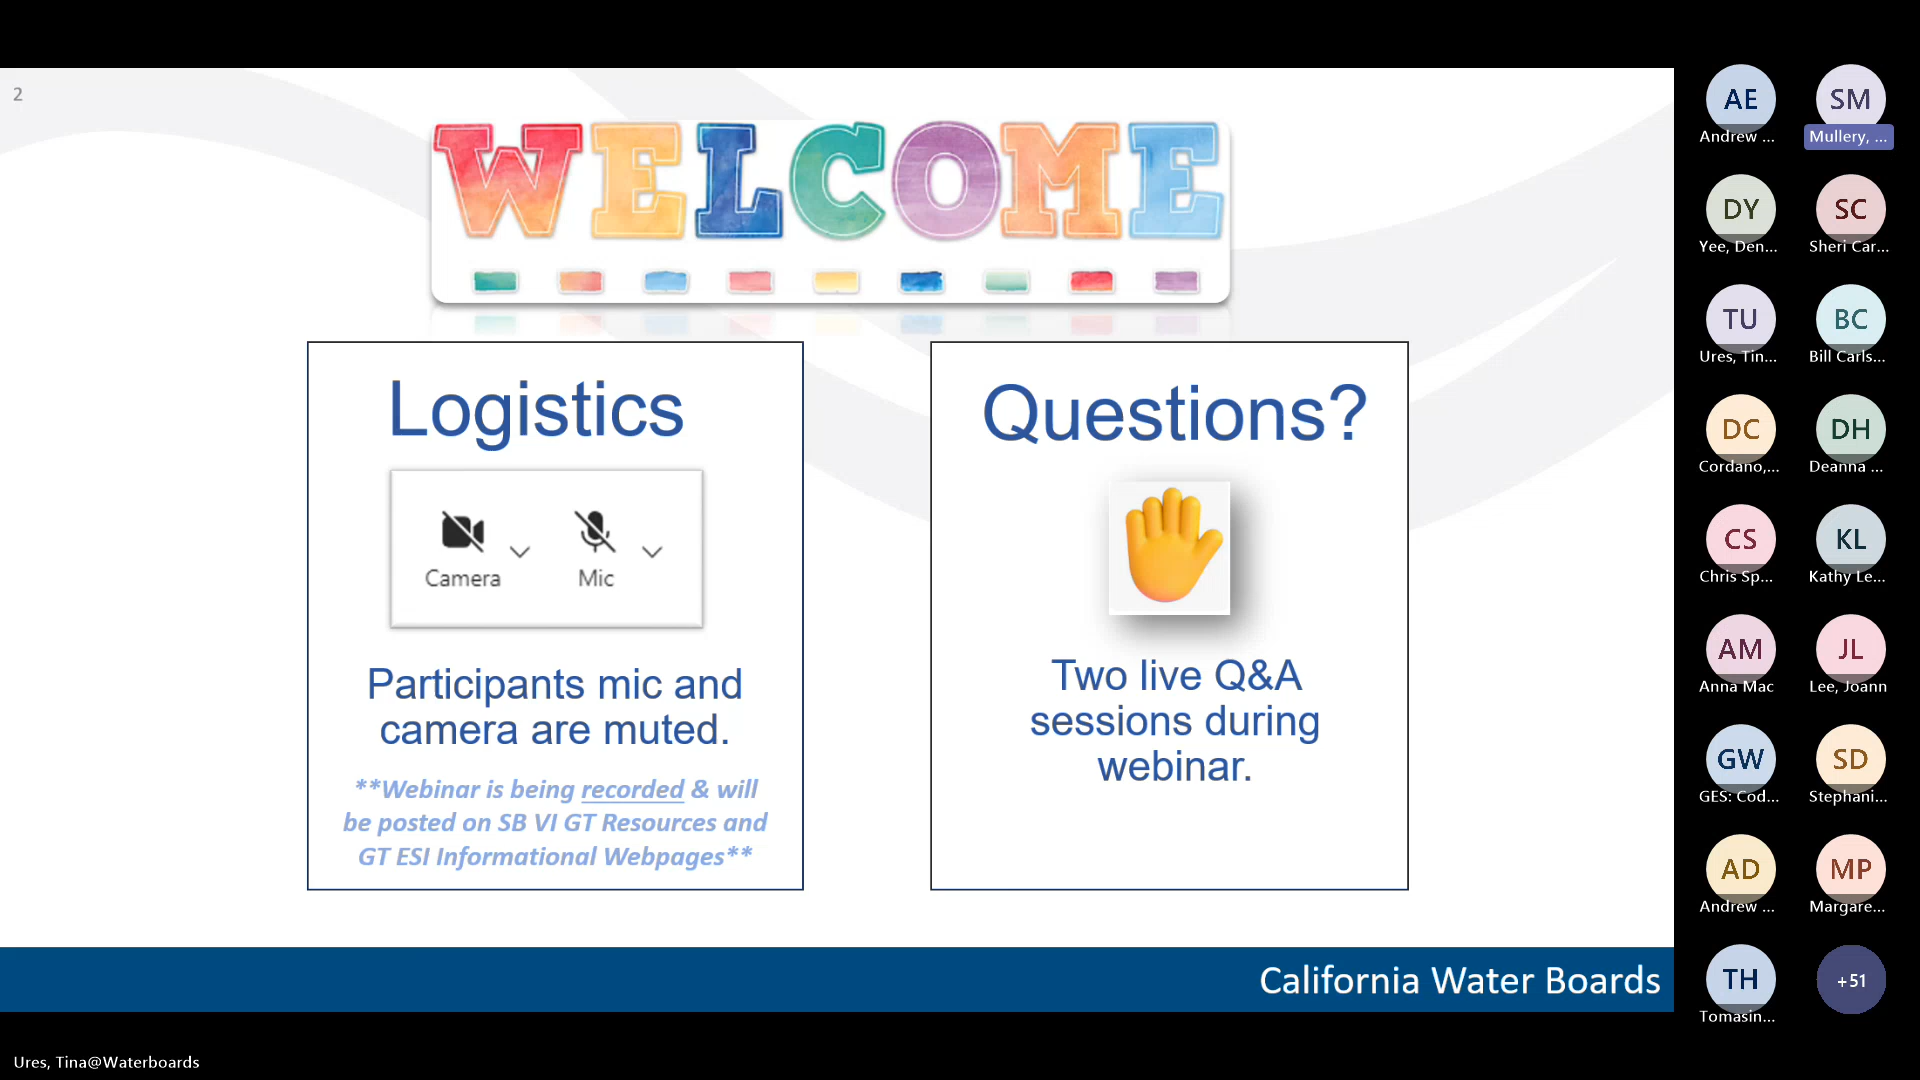 2
WELCOME
Logistics
Camera
Mic
Participants mic and
camera are muted.
**Webinar is being recorded & will
be posted on SB VI GT Resources and
GT ESI Informational Webpages**
Questions?
Two live Q&A
sessions during
webinar.
California Water Boards
AE
Andrew ...
SM
Mullery, ...
DY
Yee, Den...
SC
Sheri Car...
TU
Ures, Tin...
BC
Bill Carls...
DC
Cordano,...
DH
Deanna ...
CS
Chris Sp...
KL
Kathy Le...
AM
Anna Mac
JL
Lee, Joann
GW
GES: Cod...
SD
Stephani...
AD
Andrew ...
MP
Margare...
TH
Tomasin...
+51
Ures, Tina@Waterboards